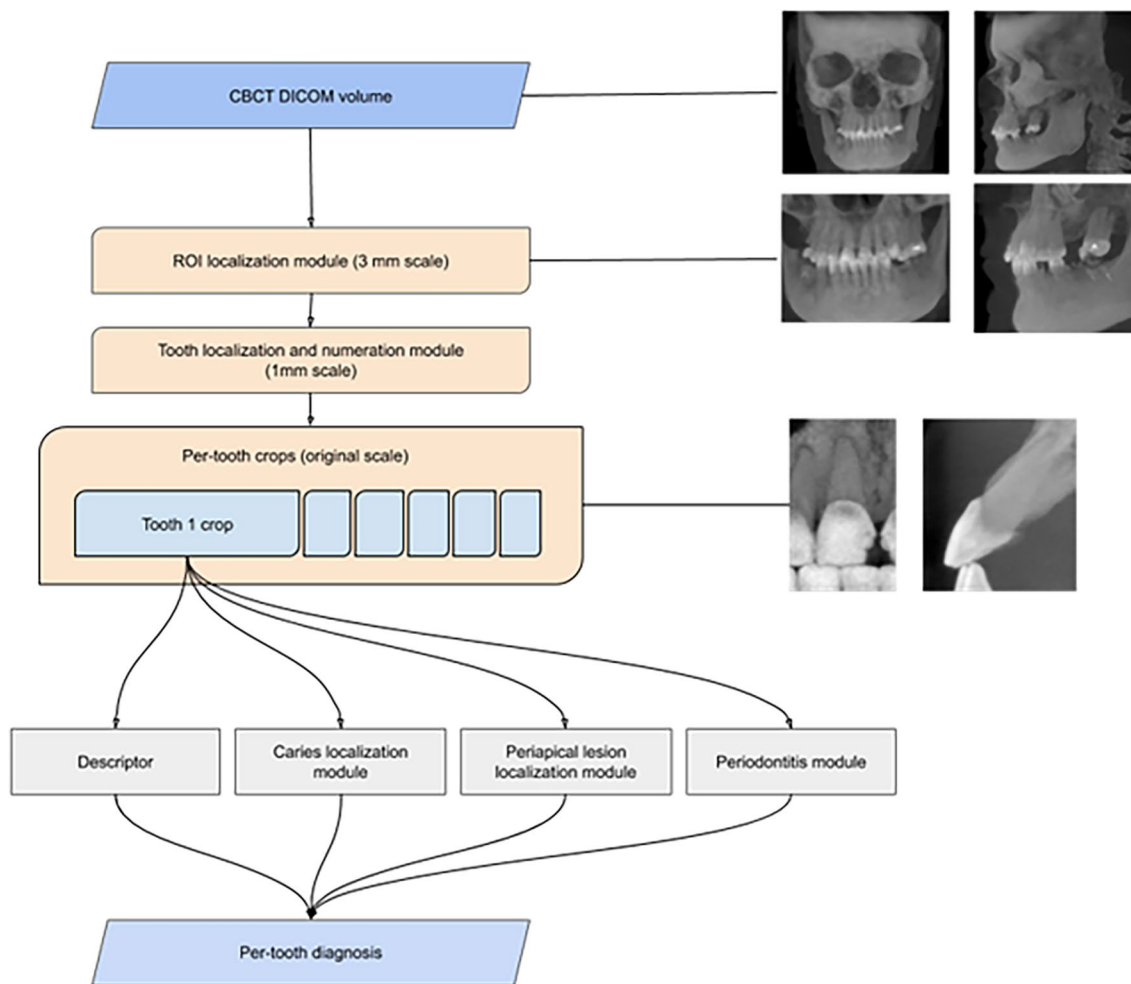 CBCT DICOM volume
ROI localization module (3 mm scale)
Tooth localization and numeration module
(1mm scale)
Per-tooth crops (original scale)
Tooth 1 crop
Descriptor
Caries localization
module
Periapical lesion
localization module
Periodontitis module
Per-tooth diagnosis